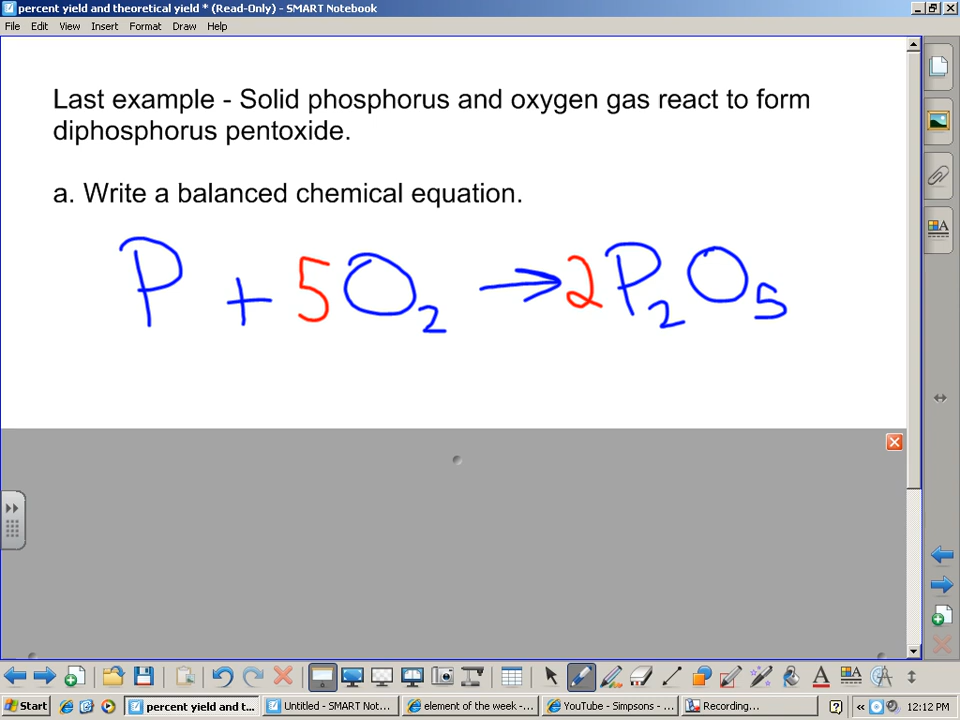 percent yield and theoretical yield * (Read-Only) - SMART Notebook
File Edit View Insert Format Draw Help
Last example - Solid phosphorus and oxygen gas react to form
diphosphorus pentoxide.
a. Write a balanced chemical equation.
P + 5O₂ → 2P₂O₅
Start
percent yield and t...
Untitled - SMART Not...
element of the week -...
YouTube - Simpsons - ...
Recording...
12:12 PM